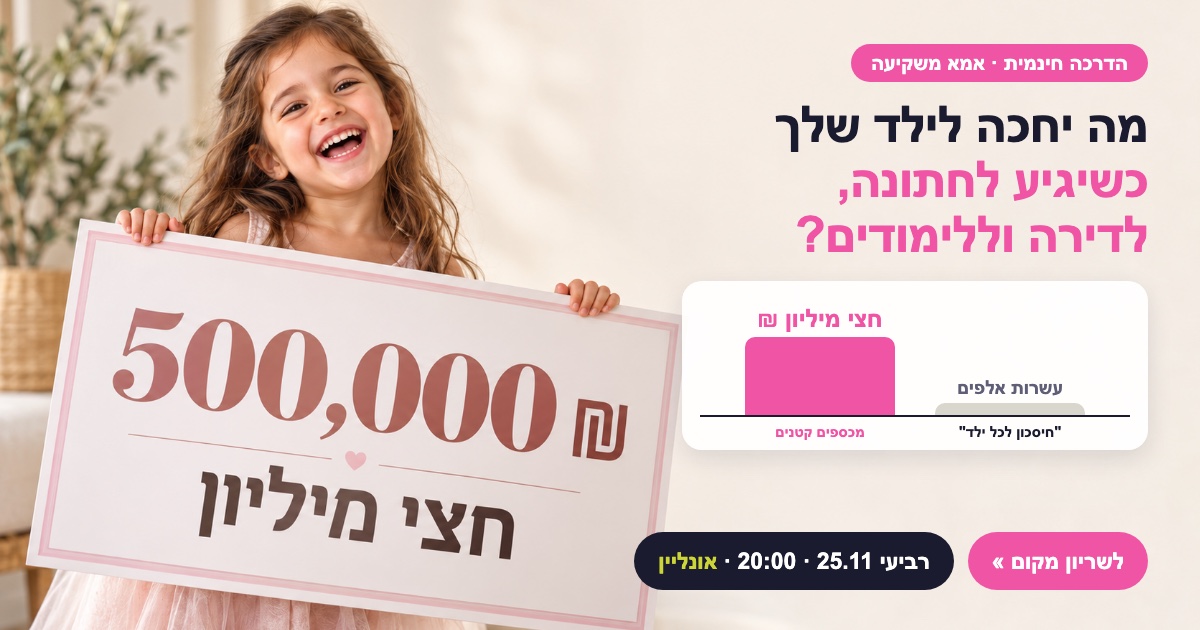 הדרכה חינמית · אמא משקיעה
מה יחכה לילד שלך
כשיגיע לחתונה,
לדירה וללימודים?
חצי מיליון ₪
עשרות אלפים
"חיסכון לכל ילד"
מכספים קטנים
500,000 ₪
חצי מיליון
לשריון מקום »
רביעי 25.11 · 20:00 · אונליין